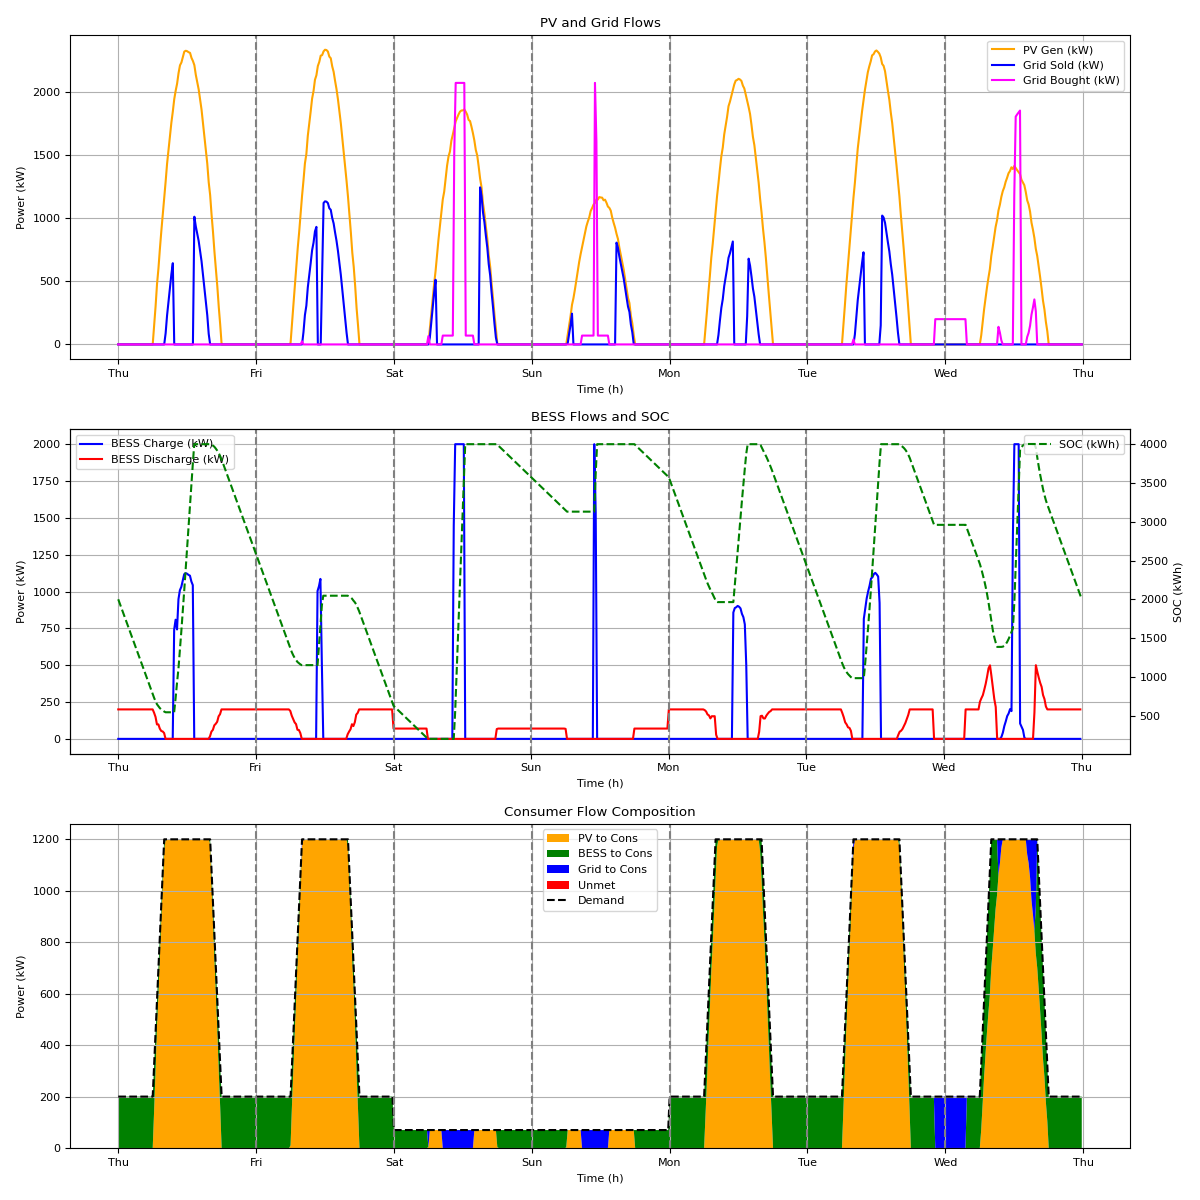 PV and Grid Flows
PV Gen (kW)
Grid Sold (kW)
Grid Bought (kW)
Power (kW)
2000
1500
1000
500
0
Thu Fri Sat Sun Mon Tue Wed Thu
Time (h)
BESS Flows and SOC
BESS Charge (kW)
BESS Discharge (kW)
SOC (kWh)
Power (kW)
2000
1750
1500
1250
1000
750
500
250
0
4000
3500
3000
2500
2000
1500
1000
500
SOC (kWh)
Thu Fri Sat Sun Mon Tue Wed Thu
Time (h)
Consumer Flow Composition
PV to Cons
BESS to Cons
Grid to Cons
Unmet
Demand
Power (kW)
1200
1000
800
600
400
200
0
Thu Fri Sat Sun Mon Tue Wed Thu
Time (h)